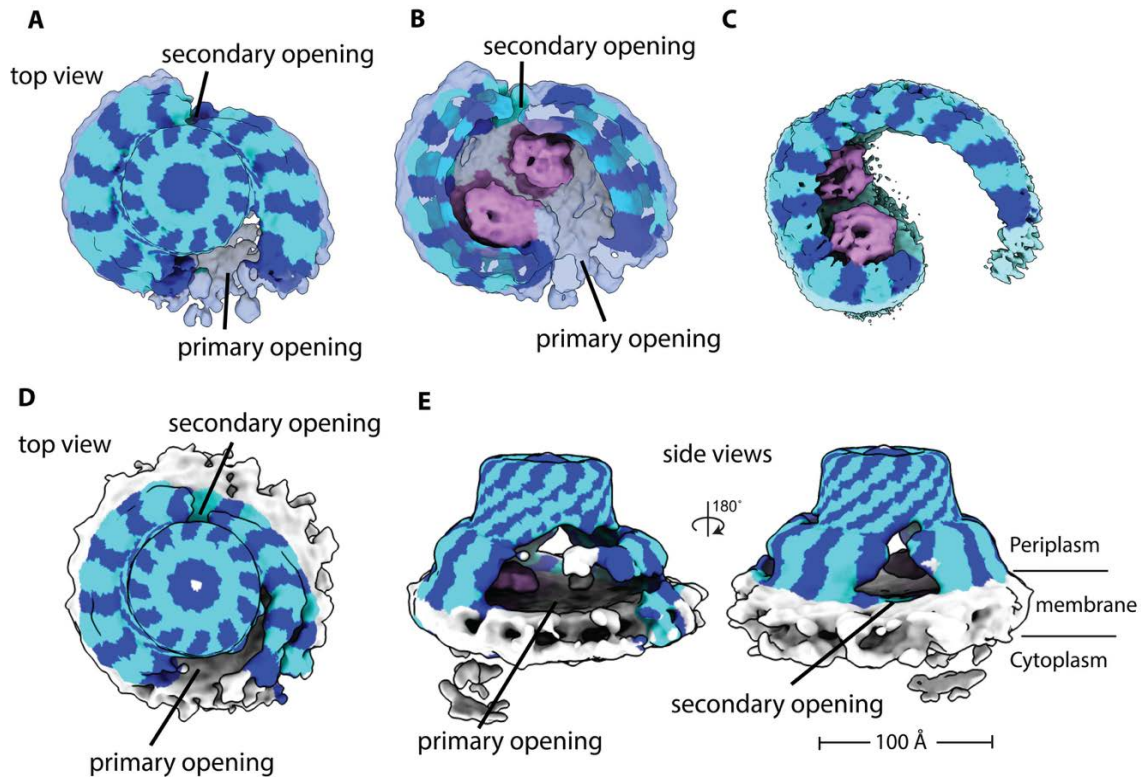 A
B
C
secondary opening
secondary opening
top view
primary opening
primary opening
D
E
secondary opening
top view
side views
180°
Periplasm
membrane
Cytoplasm
secondary opening
primary opening
primary opening
100 Å